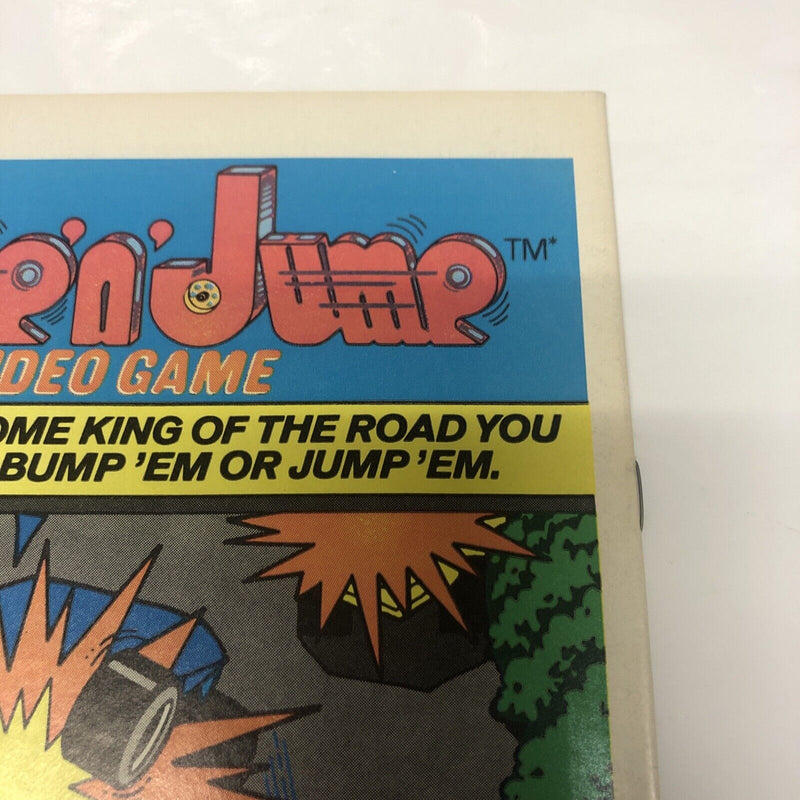 e'n'Jump TM*
IDEO GAME
OME KING OF THE ROAD YOU
BUMP 'EM OR JUMP 'EM.